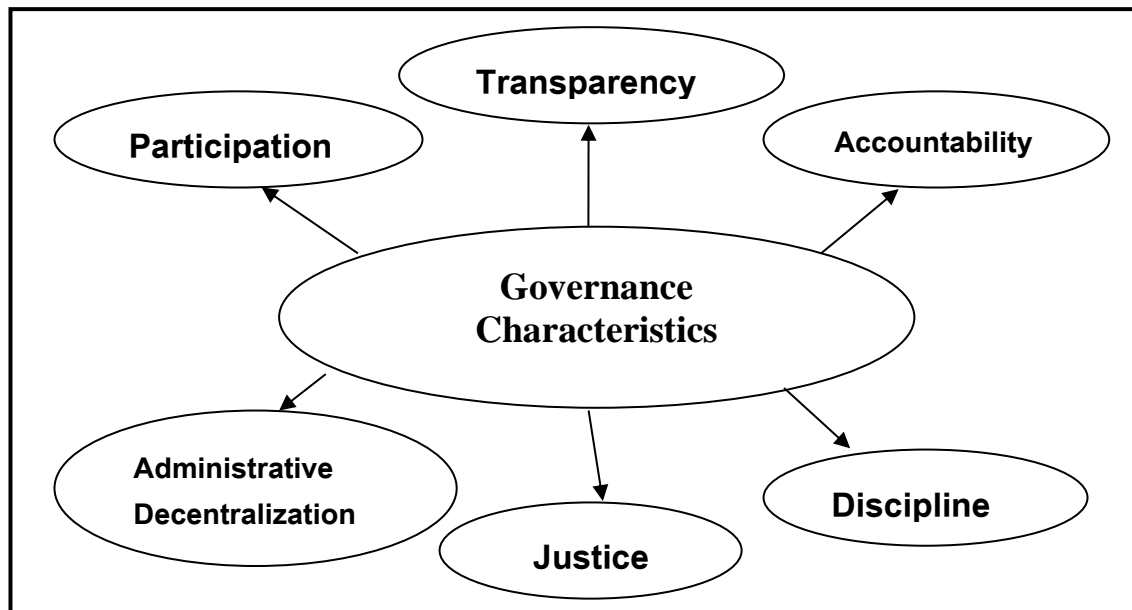 Transparency
Participation
Accountability
Governance
Characteristics
Administrative
Decentralization
Discipline
Justice